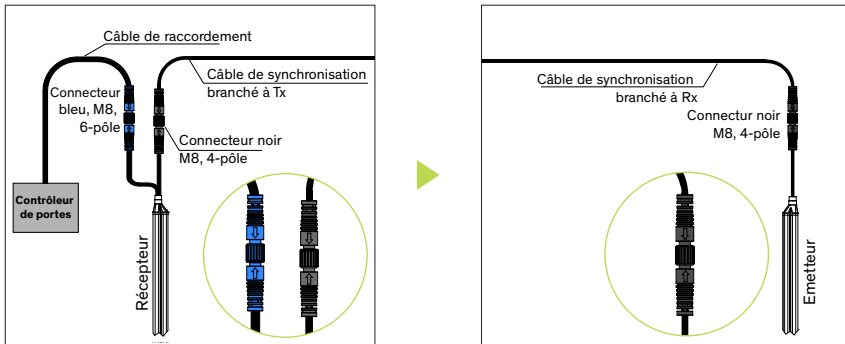 Câble de raccordement
Connecteur
bleu, M8,
6-pôle
Câble de synchronisation
branché à Tx
Connecteur noir
M8, 4-pôle
Contrôleur
de portes
Récepteur
Câble de synchronisation
branché à Rx
Connectur noir
M8, 4-pôle
Emetteur